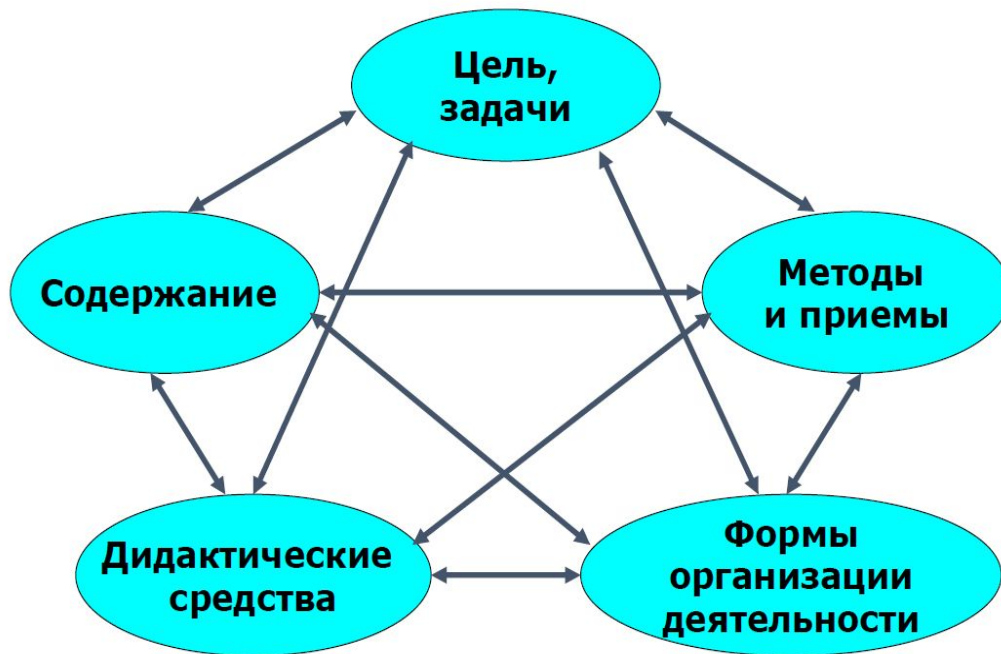 Цель,
задачи
Содержание
Методы
и приемы
Дидактические
средства
Формы
организации
деятельности